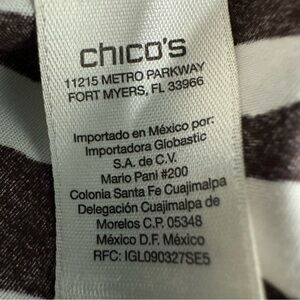 chico's
11215 METRO PARKWAY
FORT MYERS, FL 33966
Importado en México por:
Importadora Globastic
S.A. de C.V.
Mario Pani #200
Colonia Santa Fe Cuajimalpa
Delegación Cuajimalpa de
Morelos C.P. 05348
México D.F. México
RFC: IGL090327SE5